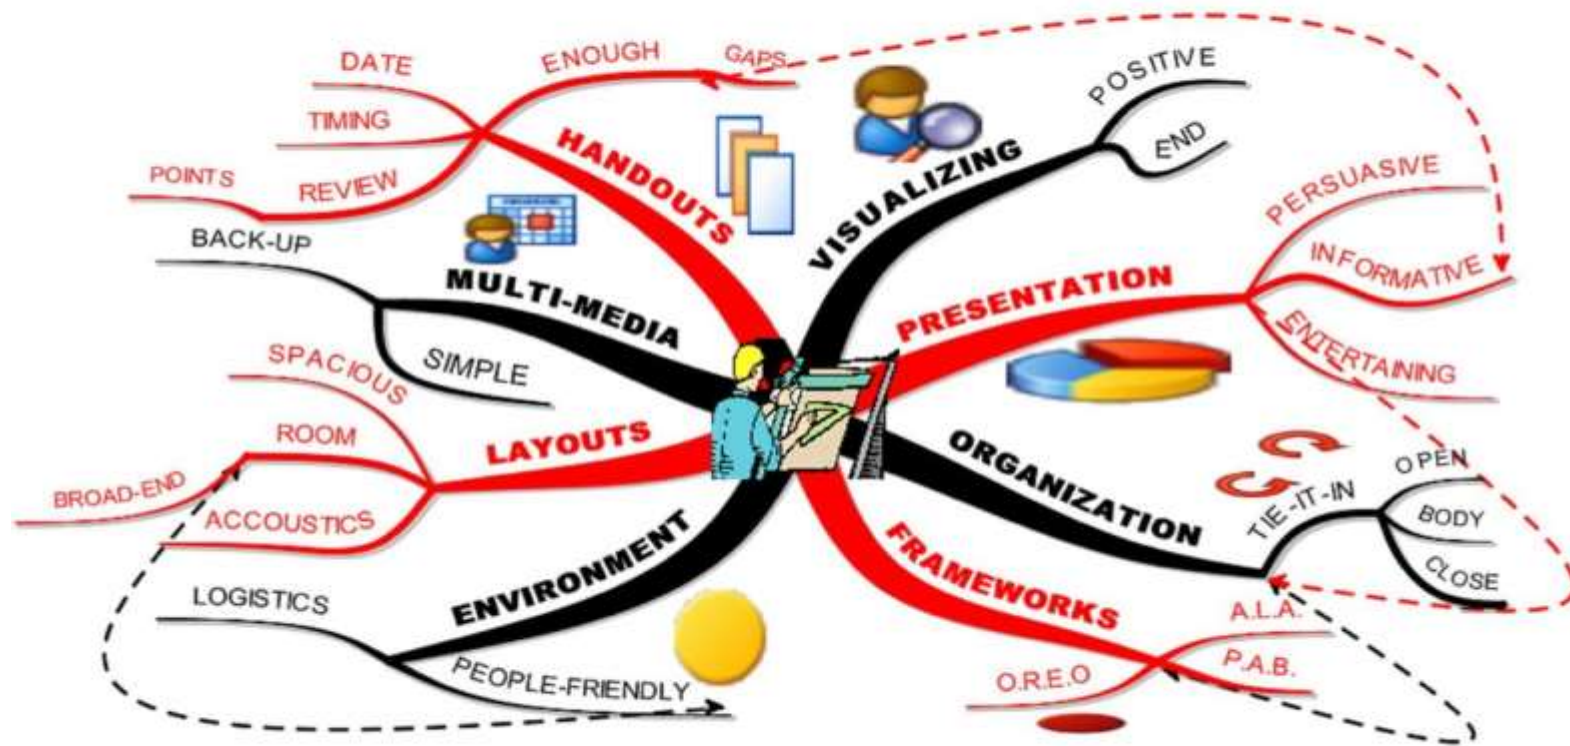 HANDOUTS
DATE
TIMING
REVIEW
POINTS
ENOUGH
GAPS
VISUALIZING
POSITIVE
END
PRESENTATION
PERSUASIVE
INFORMATIVE
ENTERTAINING
ORGANIZATION
TIE-IT-IN
OPEN
BODY
CLOSE
FRAMEWORKS
A.L.A.
P.A.B.
O.R.E.O
ENVIRONMENT
LOGISTICS
PEOPLE-FRIENDLY
LAYOUTS
SPACIOUS
ROOM
BROAD-END
ACCOUSTICS
MULTI-MEDIA
BACK-UP
SIMPLE